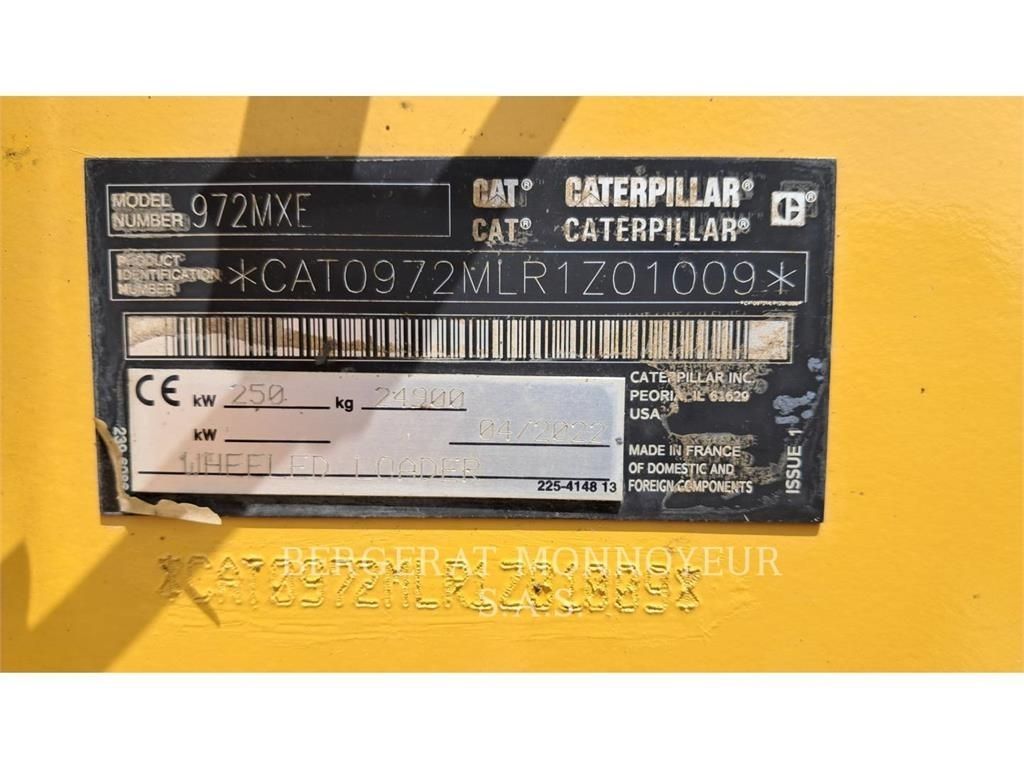 MODEL NUMBER 972MXE
CAT® CATERPILLAR®
CAT® CATERPILLAR®
PRODUCT IDENTIFICATION NUMBER *CAT0972MLR1Z01009*
CE kW 250 kg 24900
kW 04/2022
WHEELED LOADER
225-4148 13
CATERPILLAR INC.
PEORIA, IL 61629
USA
MADE IN FRANCE
OF DOMESTIC AND
FOREIGN COMPONENTS
ISSUE 1
BERGERAT MONNOYEUR
S.A.S.
*CAT0972MLR1Z01009*